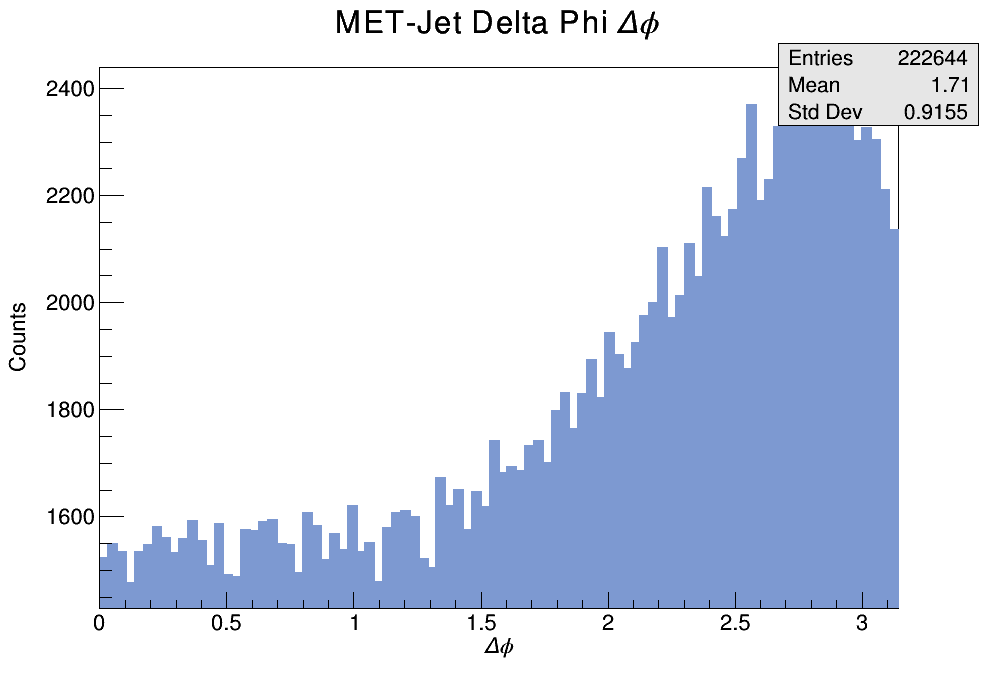 MET-Jet Delta Phi Δϕ
Entries 222644
Mean 1.71
Std Dev 0.9155
2400
2200
2000
1800
1600
Counts
0 0.5 1 1.5 2 2.5 3
Δϕ